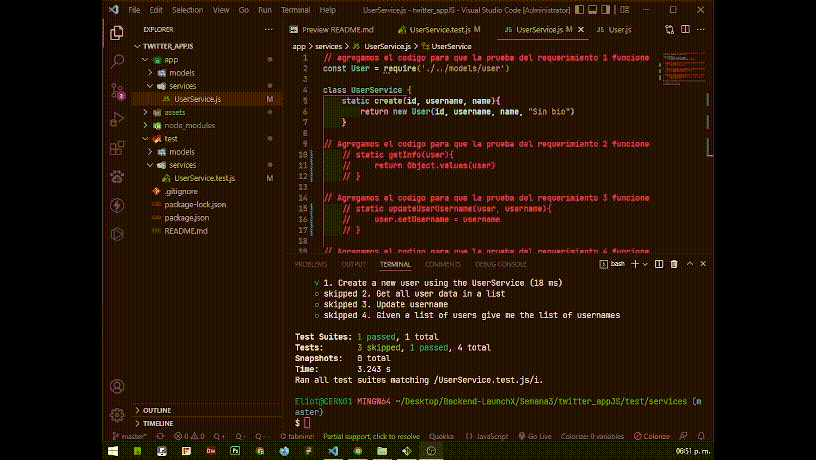 File Edit Selection View Go Run Terminal Help UserService.js - twitter_appJS - Visual Studio Code [Administrator]
EXPLORER
TWITTER_APPJS
app
models
services
UserService.js M
assets
node_modules
test
models
services
UserService.test.js M
.gitignore
package-lock.json
package.json
README.md
OUTLINE
TIMELINE
Preview README.md UserService.test.js M UserService.js M User.js
app > services > JS UserService.js > UserService
1 // agregamos el codigo para que la prueba del requerimiento 1 funcione
2 const User = require('./../models/user')
3
4 class UserService {
5 static create(id, username, name){
6 return new User(id, username, name, "Sin bio")
7 }
8
9 // Agregamos el codigo para que la prueba del requerimiento 2 funcione
10 // static getInfo(user){
11 // return Object.values(user)
12 // }
13
14 // Agregamos el codigo para que la prueba del requerimiento 3 funcione
15 // static updateUserUsername(user, username){
16 // user.setUsername = username
17 // }
18
19 // Agregamos el codigo para que la prueba del requerimiento 4 funcione
PROBLEMS OUTPUT TERMINAL COMMENTS DEBUG CONSOLE bash
√ 1. Create a new user using the UserService (18 ms)
○ skipped 2. Get all user data in a list
○ skipped 3. Update username
○ skipped 4. Given a list of users give me the list of usernames
Test Suites: 1 passed, 1 total
Tests: 3 skipped, 1 passed, 4 total
Snapshots: 0 total
Time: 3.243 s
Ran all test suites matching /UserService.test.js/i.
Eliot@CERN01 MINGW64 ~/Desktop/Backend-LaunchX/Semana3/twitter_appJS/test/services (m
aster)
$
master* 0 0 Q+ Q- Q-- tabnine: Partial support, click to resolve Quokka {} JavaScript Go Live Colorize: 0 variables Colorize
06:51 p. m.